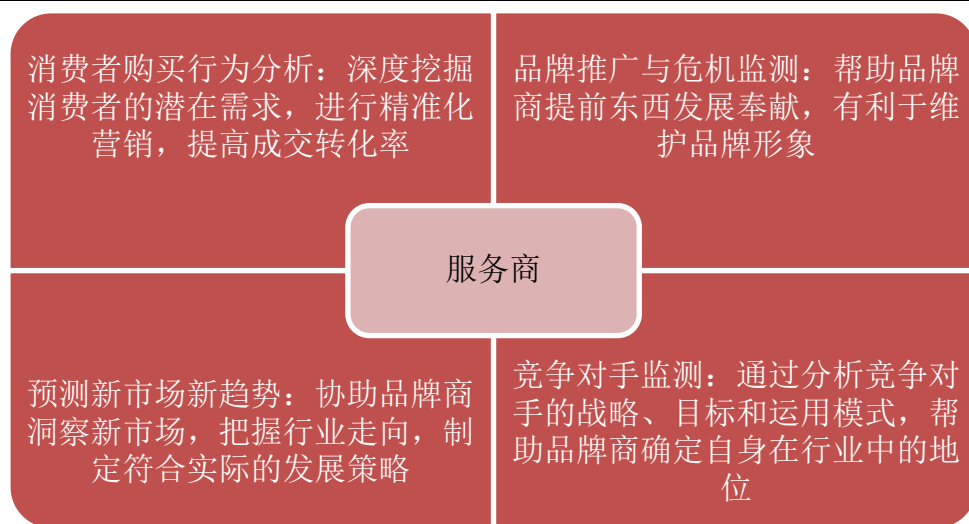 消费者购买行为分析：深度挖掘
消费者的潜在需求，进行精准化
营销，提高成交转化率
品牌推广与危机监测：帮助品牌
商提前东西发展奉献，有利于维
护品牌形象
服务商
预测新市场新趋势：协助品牌商
洞察新市场，把握行业走向，制
定符合实际的发展策略
竞争对手监测：通过分析竞争对
手的战略、目标和运用模式，帮
助品牌商确定自身在行业中的地
位